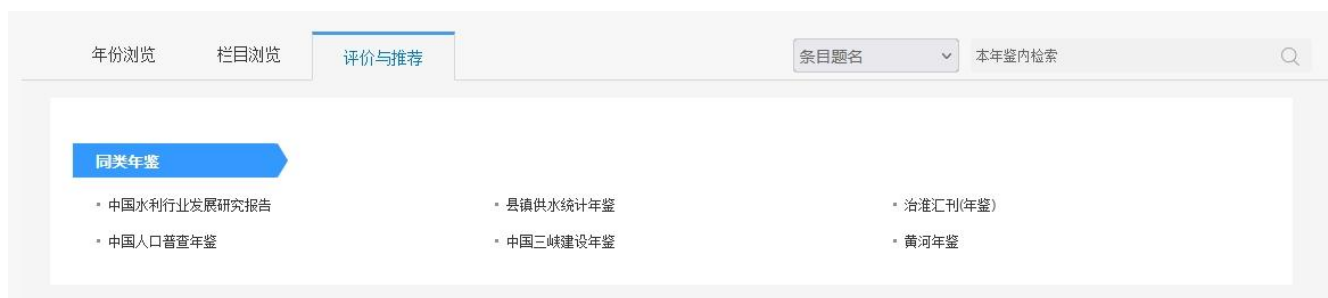 年份浏览 栏目浏览 评价与推荐 条目题名 本年鉴内检索
同类年鉴
中国水利行业发展研究报告 县镇供水统计年鉴 治淮汇刊(年鉴)
中国人口普查年鉴 中国三峡建设年鉴 黄河年鉴